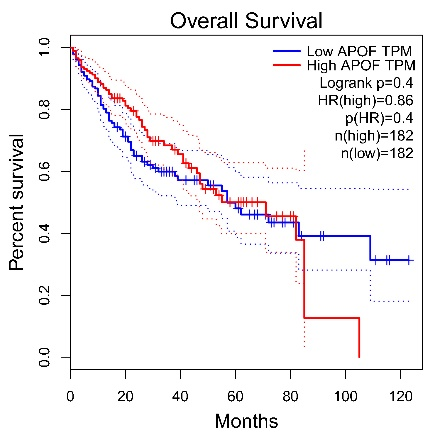 Overall Survival
Low APOF TPM
High APOF TPM
Logrank p=0.4
HR(high)=0.86
p(HR)=0.4
n(high)=182
n(low)=182
Percent survival
1.0
0.8
0.6
0.4
0.2
0.0
0 20 40 60 80 100 120
Months